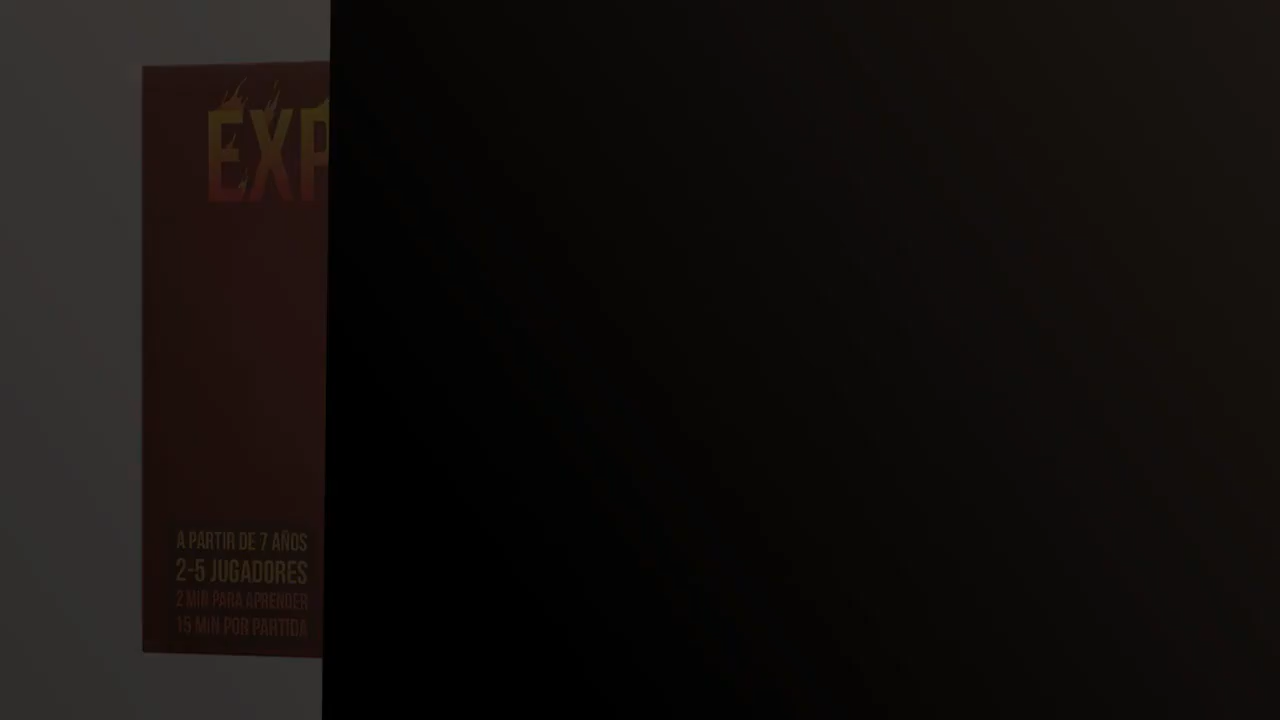 EXP
A PARTIR DE 7 AÑOS
2-5 JUGADORES
2 MIN PARA APRENDER
15 MIN POR PARTIDA